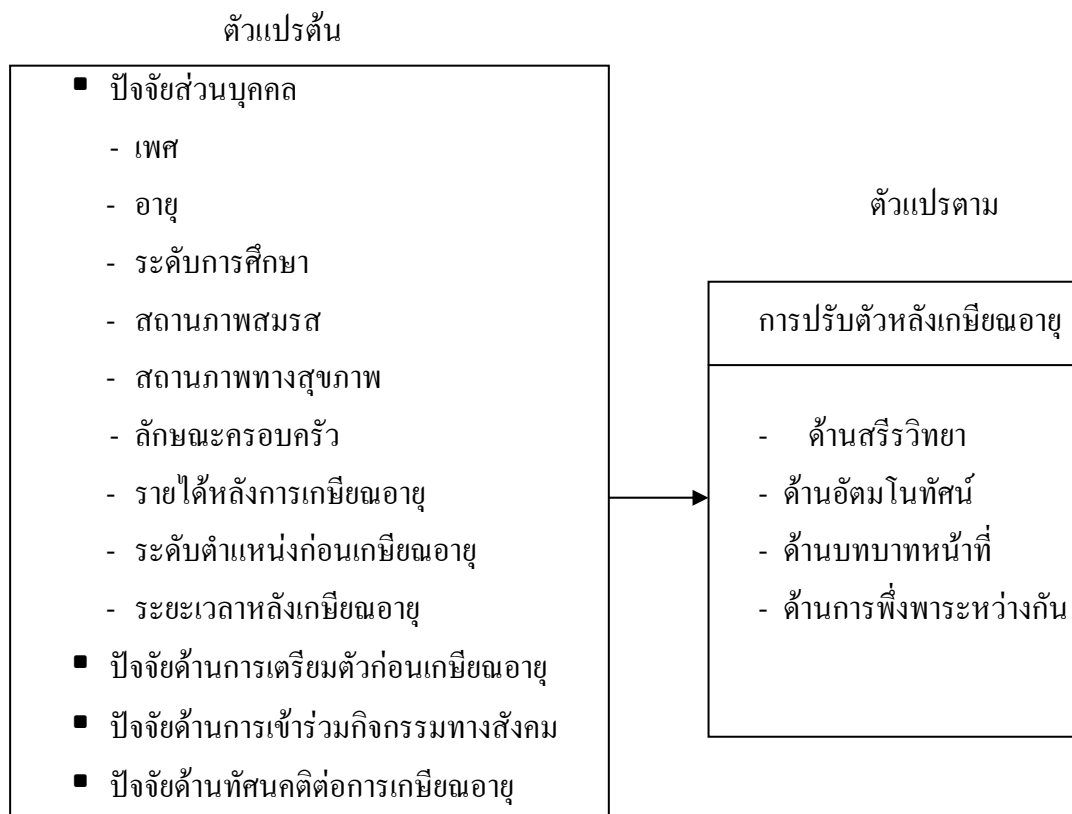 ตัวแปรต้น
▪ ปัจจัยส่วนบุคคล
- เพศ
- อายุ
- ระดับการศึกษา
- สถานภาพสมรส
- สถานภาพทางสุขภาพ
- ลักษณะครอบครัว
- รายได้หลังการเกษียณอายุ
- ระดับตำแหน่งก่อนเกษียณอายุ
- ระยะเวลาหลังเกษียณอายุ
▪ ปัจจัยด้านการเตรียมตัวก่อนเกษียณอายุ
▪ ปัจจัยด้านการเข้าร่วมกิจกรรมทางสังคม
▪ ปัจจัยด้านทัศนคติต่อการเกษียณอายุ
ตัวแปรตาม
การปรับตัวหลังเกษียณอายุ
- ด้านสรีรวิทยา
- ด้านอัตมโนทัศน์
- ด้านบทบาทหน้าที่
- ด้านการพึ่งพาระหว่างกัน